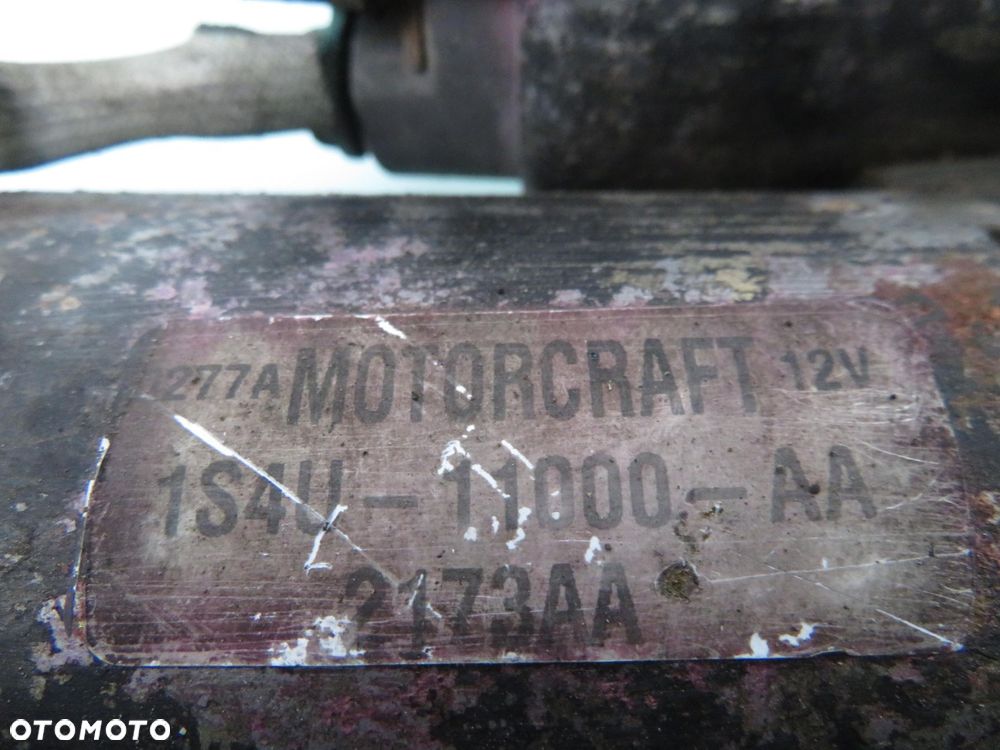 277A MOTORCRAFT 12V
1S4U-11000-AA
2173AA
OTOMOTO